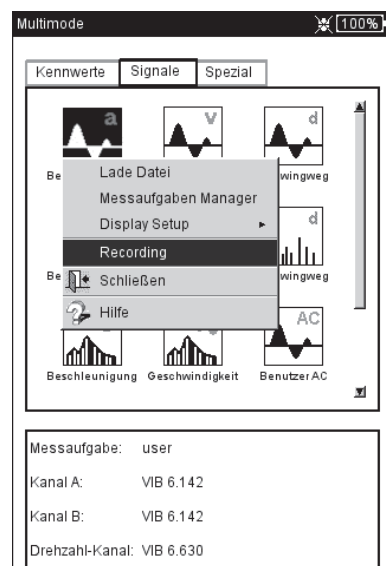 Multimode 100%
Kennwerte Signale Spezial
a v d
Be wingweg
Lade Datei
Messaufgaben Manager
Display Setup
d
Recording
Be wingweg
Schließen
Hilfe
AC
Beschleunigung Geschwindigkeit Benutzer AC
Messaufgabe: user
Kanal A: VIB 6.142
Kanal B: VIB 6.142
Drehzahl-Kanal: VIB 6.630